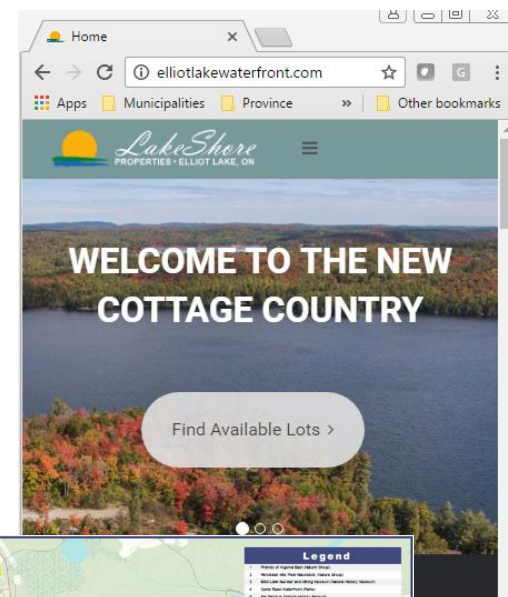 Home
elliotlakewaterfront.com
Apps Municipalities Province » Other bookmarks
LakeShore
PROPERTIES • ELLIOT LAKE, ON
WELCOME TO THE NEW
COTTAGE COUNTRY
Find Available Lots >
Legend